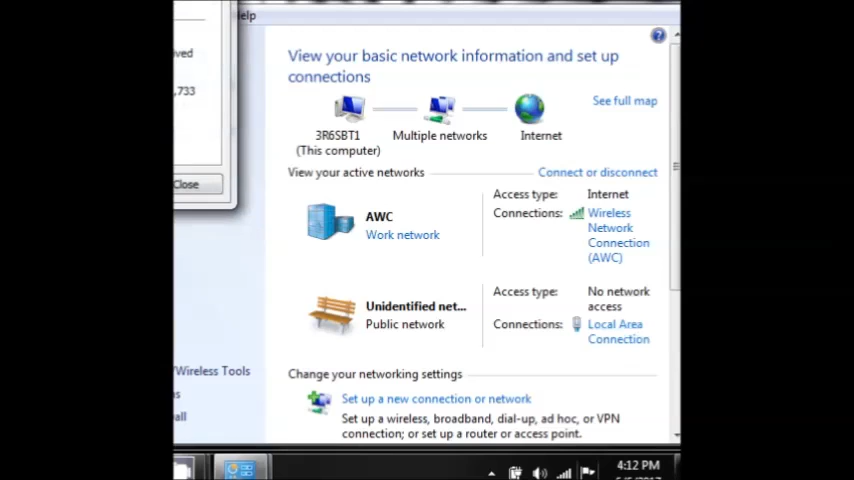 elp
ived
View your basic network information and set up
connections
,733
See full map
3R6SBT1
(This computer)
Multiple networks
Internet
View your active networks
Connect or disconnect
Close
AWC
Work network
Access type:
Internet
Connections:
Wireless
Network
Connection
(AWC)
Unidentified net...
Public network
Access type:
No network
access
Connections:
Local Area
Connection
/Wireless Tools
Change your networking settings
ns
Set up a new connection or network
all
Set up a wireless, broadband, dial-up, ad hoc, or VPN
connection; or set up a router or access point.
4:12 PM